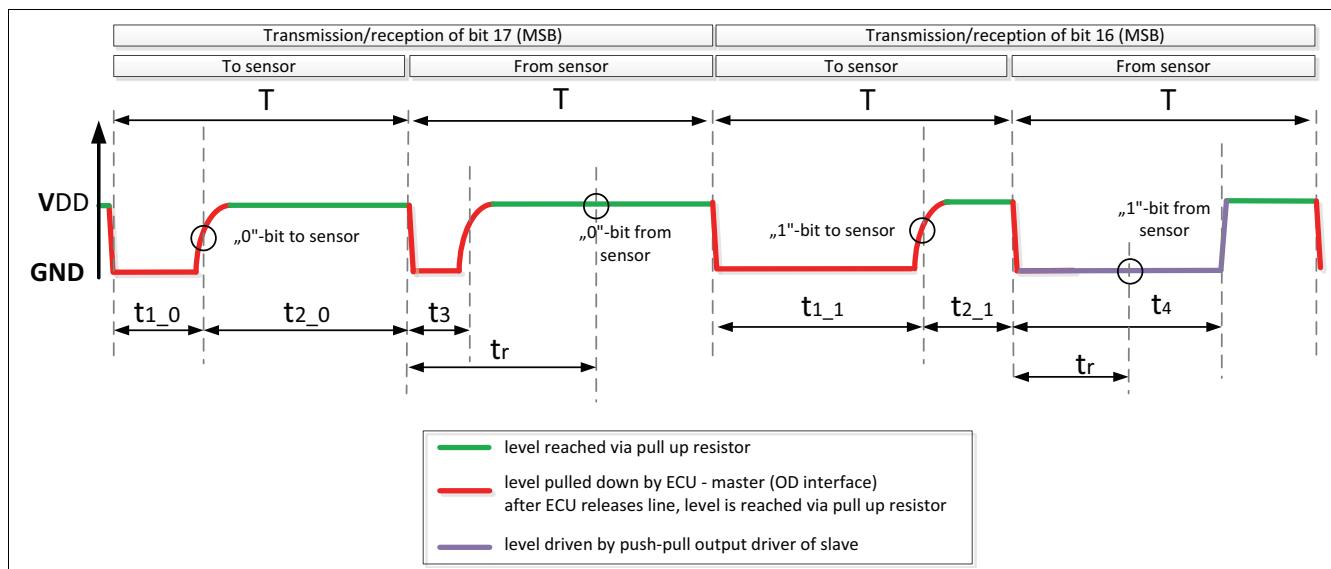 Transmission/reception of bit 17 (MSB)
Transmission/reception of bit 16 (MSB)
To sensor
From sensor
To sensor
From sensor
T
T
T
T
VDD
GND
„0"-bit to sensor
„0"-bit from
sensor
„1"-bit to sensor
„1"-bit from
sensor
t1_0
t2_0
t3
tr
t1_1
t2_1
t4
tr
level reached via pull up resistor
level pulled down by ECU - master (OD interface)
after ECU releases line, level is reached via pull up resistor
level driven by push-pull output driver of slave